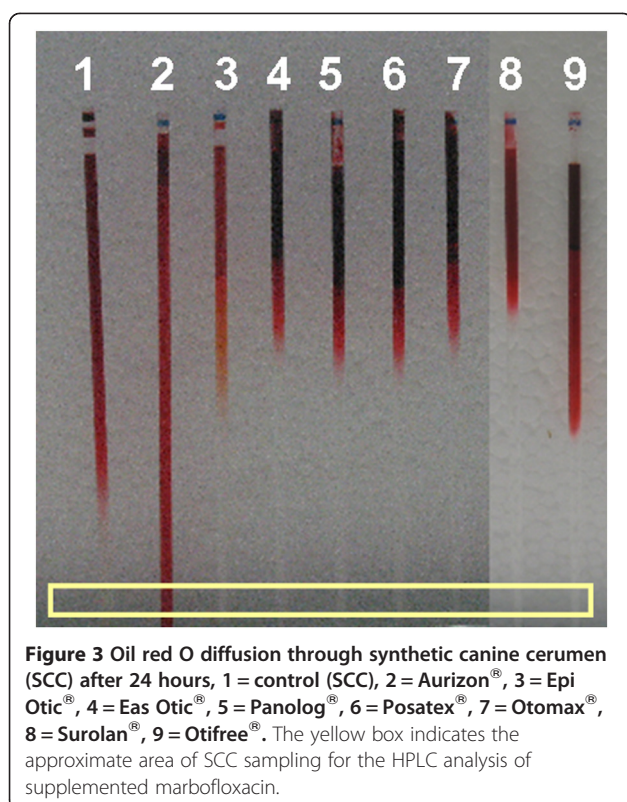 1 2 3 4 5 6 7 8 9
Figure 3 Oil red O diffusion through synthetic canine cerumen
(SCC) after 24 hours, 1 = control (SCC), 2 = Aurizon®, 3 = Epi
Otic®, 4 = Eas Otic®, 5 = Panolog®, 6 = Posatex®, 7 = Otomax®,
8 = Surolan®, 9 = Otifree®. The yellow box indicates the
approximate area of SCC sampling for the HPLC analysis of
supplemented marbofloxacin.